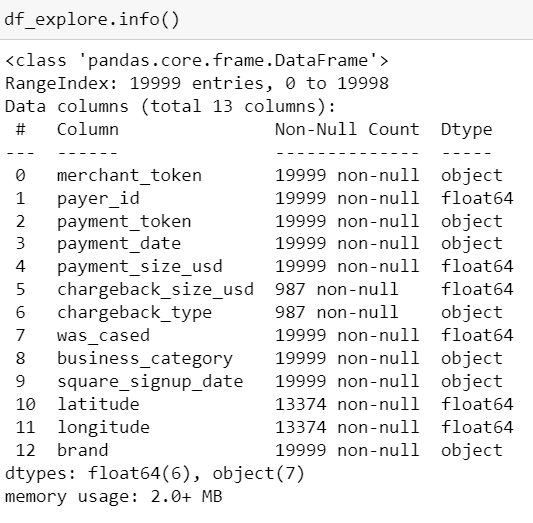 df_explore.info()
<class 'pandas.core.frame.DataFrame'>
RangeIndex: 19999 entries, 0 to 19998
Data columns (total 13 columns):
 #   Column               Non-Null Count  Dtype
---  ------               --------------  -----
 0   merchant_token       19999 non-null  object
 1   payer_id             19999 non-null  float64
 2   payment_token        19999 non-null  object
 3   payment_date         19999 non-null  object
 4   payment_size_usd     19999 non-null  float64
 5   chargeback_size_usd  987 non-null    float64
 6   chargeback_type      987 non-null    object
 7   was_cased            19999 non-null  float64
 8   business_category    19999 non-null  object
 9   square_signup_date   19999 non-null  object
 10  latitude             13374 non-null  float64
 11  longitude            13374 non-null  float64
 12  brand                19999 non-null  object
dtypes: float64(6), object(7)
memory usage: 2.0+ MB